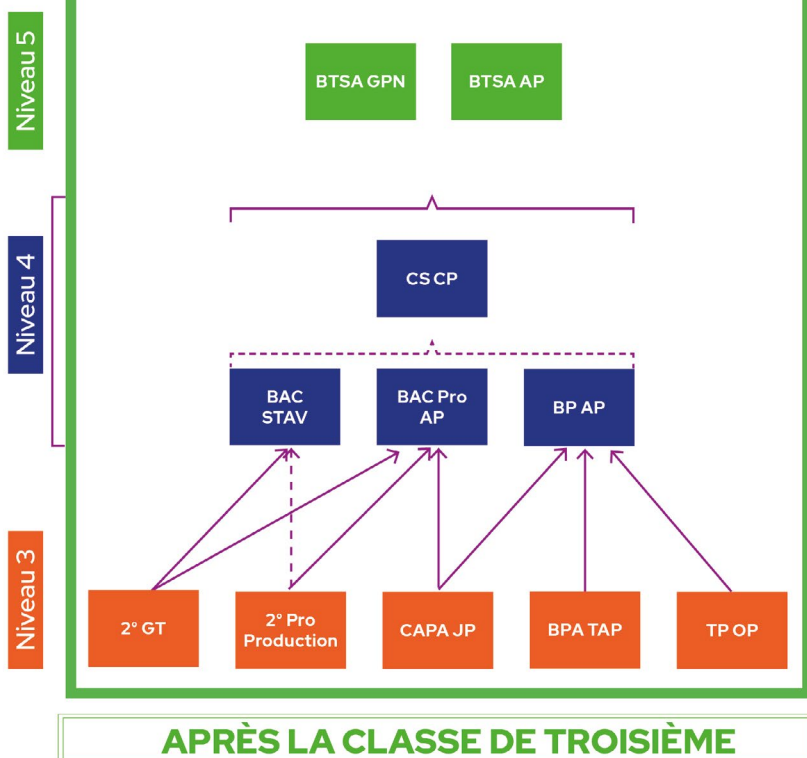 Niveau 5
BTSA GPN
BTSA AP
Niveau 4
CS CP
BAC
STAV
BAC Pro
AP
BP AP
Niveau 3
2° GT
2° Pro
Production
CAPA JP
BPA TAP
TP OP
APRÈS LA CLASSE DE TROISIÈME